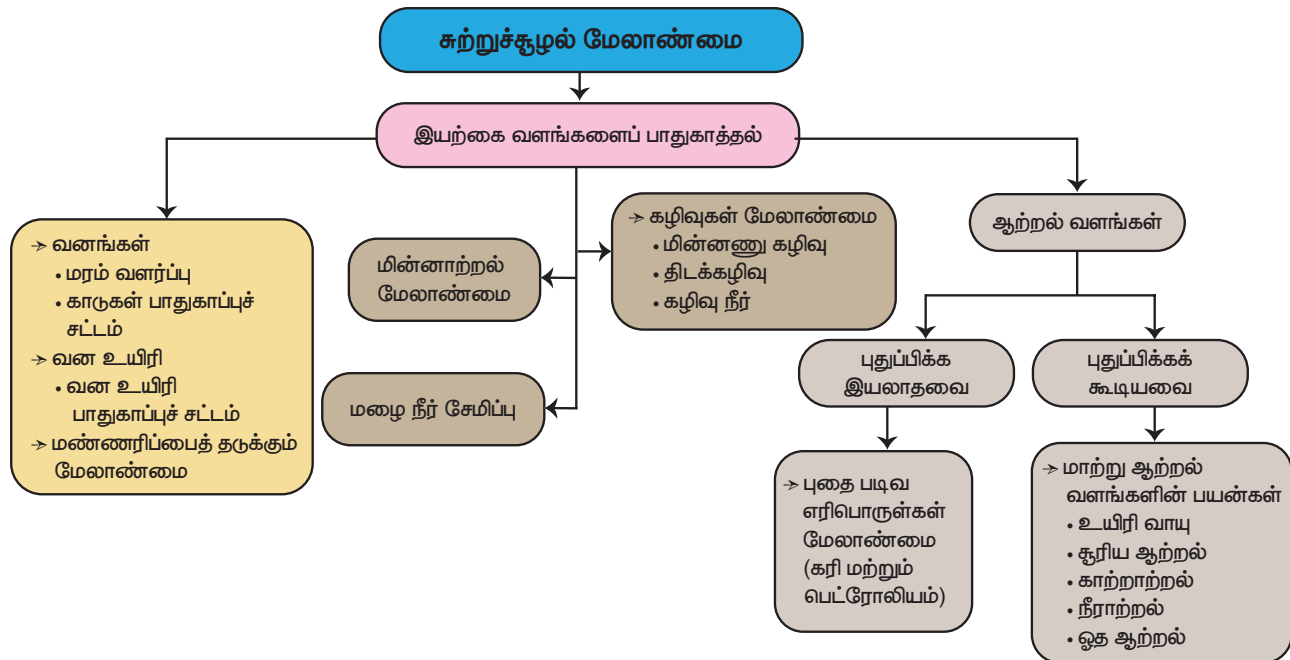 சுற்றுச்சூழல் மேலாண்மை
இயற்கை வளங்களைப் பாதுகாத்தல்
→ வனங்கள்
• மரம் வளர்ப்பு
• காடுகள் பாதுகாப்புச்
சட்டம்
→ வன உயிரி
• வன உயிரி
பாதுகாப்புச் சட்டம்
→ மண்ணரிப்பைத் தடுக்கும்
மேலாண்மை
மின்னாற்றல்
மேலாண்மை
மழை நீர் சேமிப்பு
→ கழிவுகள் மேலாண்மை
• மின்னணு கழிவு
• திடக்கழிவு
• கழிவு நீர்
ஆற்றல் வளங்கள்
புதுப்பிக்க
இயலாதவை
→ புதை படிவ
எரிபொருள்கள்
மேலாண்மை
(கரி மற்றும்
பெட்ரோலியம்)
புதுப்பிக்கக்
கூடியவை
→ மாற்று ஆற்றல்
வளங்களின் பயன்கள்
• உயிரி வாயு
• சூரிய ஆற்றல்
• காற்றாற்றல்
• நீராற்றல்
• ஓத ஆற்றல்